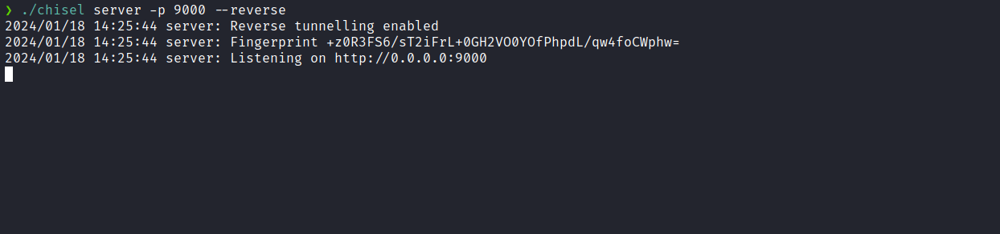 ❯ ./chisel server -p 9000 --reverse
2024/01/18 14:25:44 server: Reverse tunnelling enabled
2024/01/18 14:25:44 server: Fingerprint +z0R3FS6/sT2iFrL+0GH2VO0YOfPhpdL/qw4foCWphw=
2024/01/18 14:25:44 server: Listening on http://0.0.0.0:9000